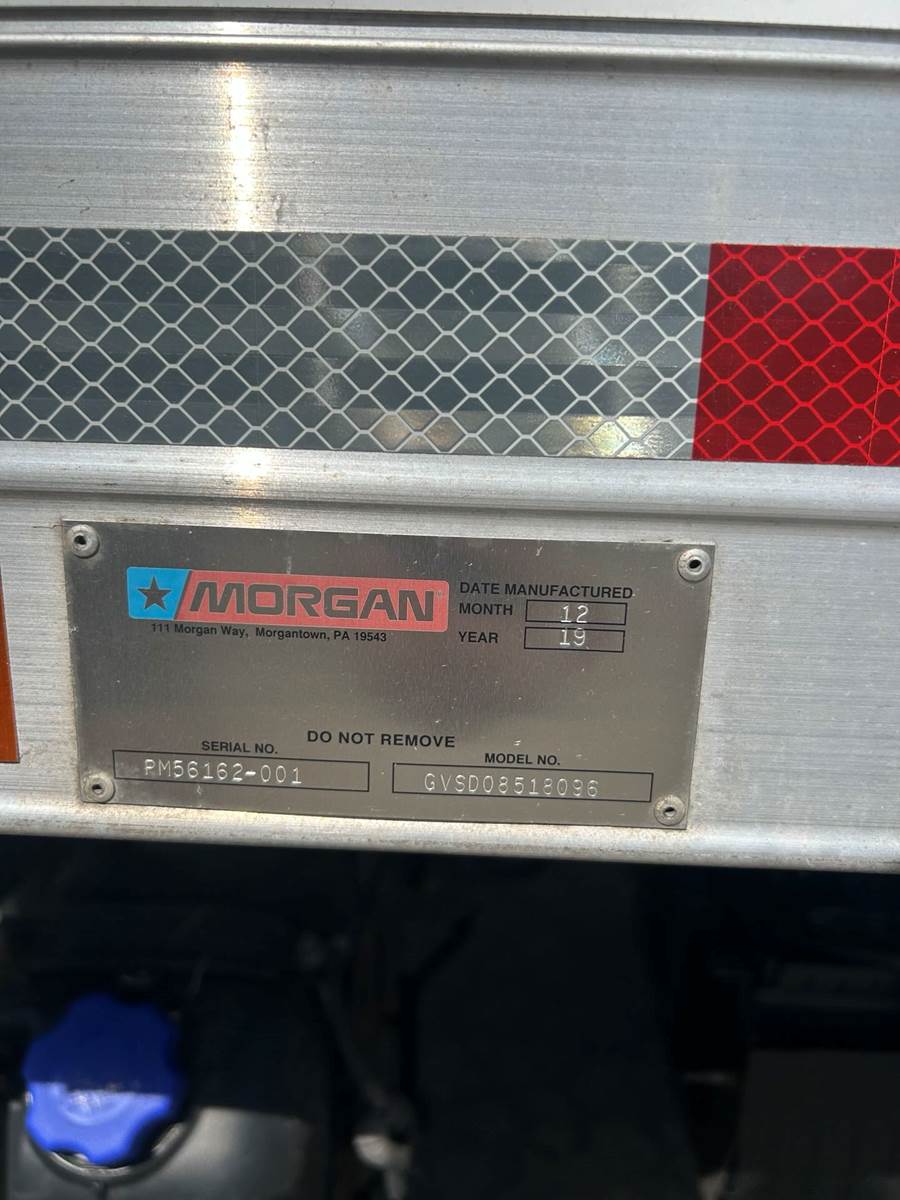 MORGAN
111 Morgan Way, Morgantown, PA 19543
DATE MANUFACTURED
MONTH 12
YEAR 19
DO NOT REMOVE
SERIAL NO.
PM56162-001
MODEL NO.
GVSD08518096